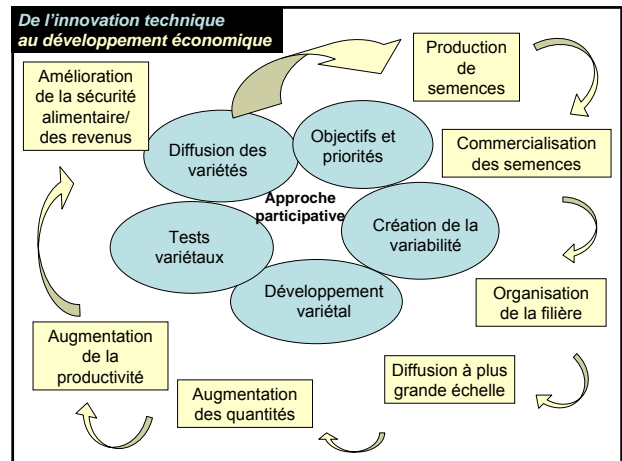 De l'innovation technique
au développement économique
Production
de
semences
Amélioration
de la sécurité
alimentaire/
des revenus
Objectifs et
priorités
Diffusion des
variétés
Commercialisation
des semences
Approche
participative
Création de la
variabilité
Tests
variétaux
Développement
variétal
Organisation
de la filière
Augmentation
de la
productivité
Diffusion à plus
grande échelle
Augmentation
des quantités